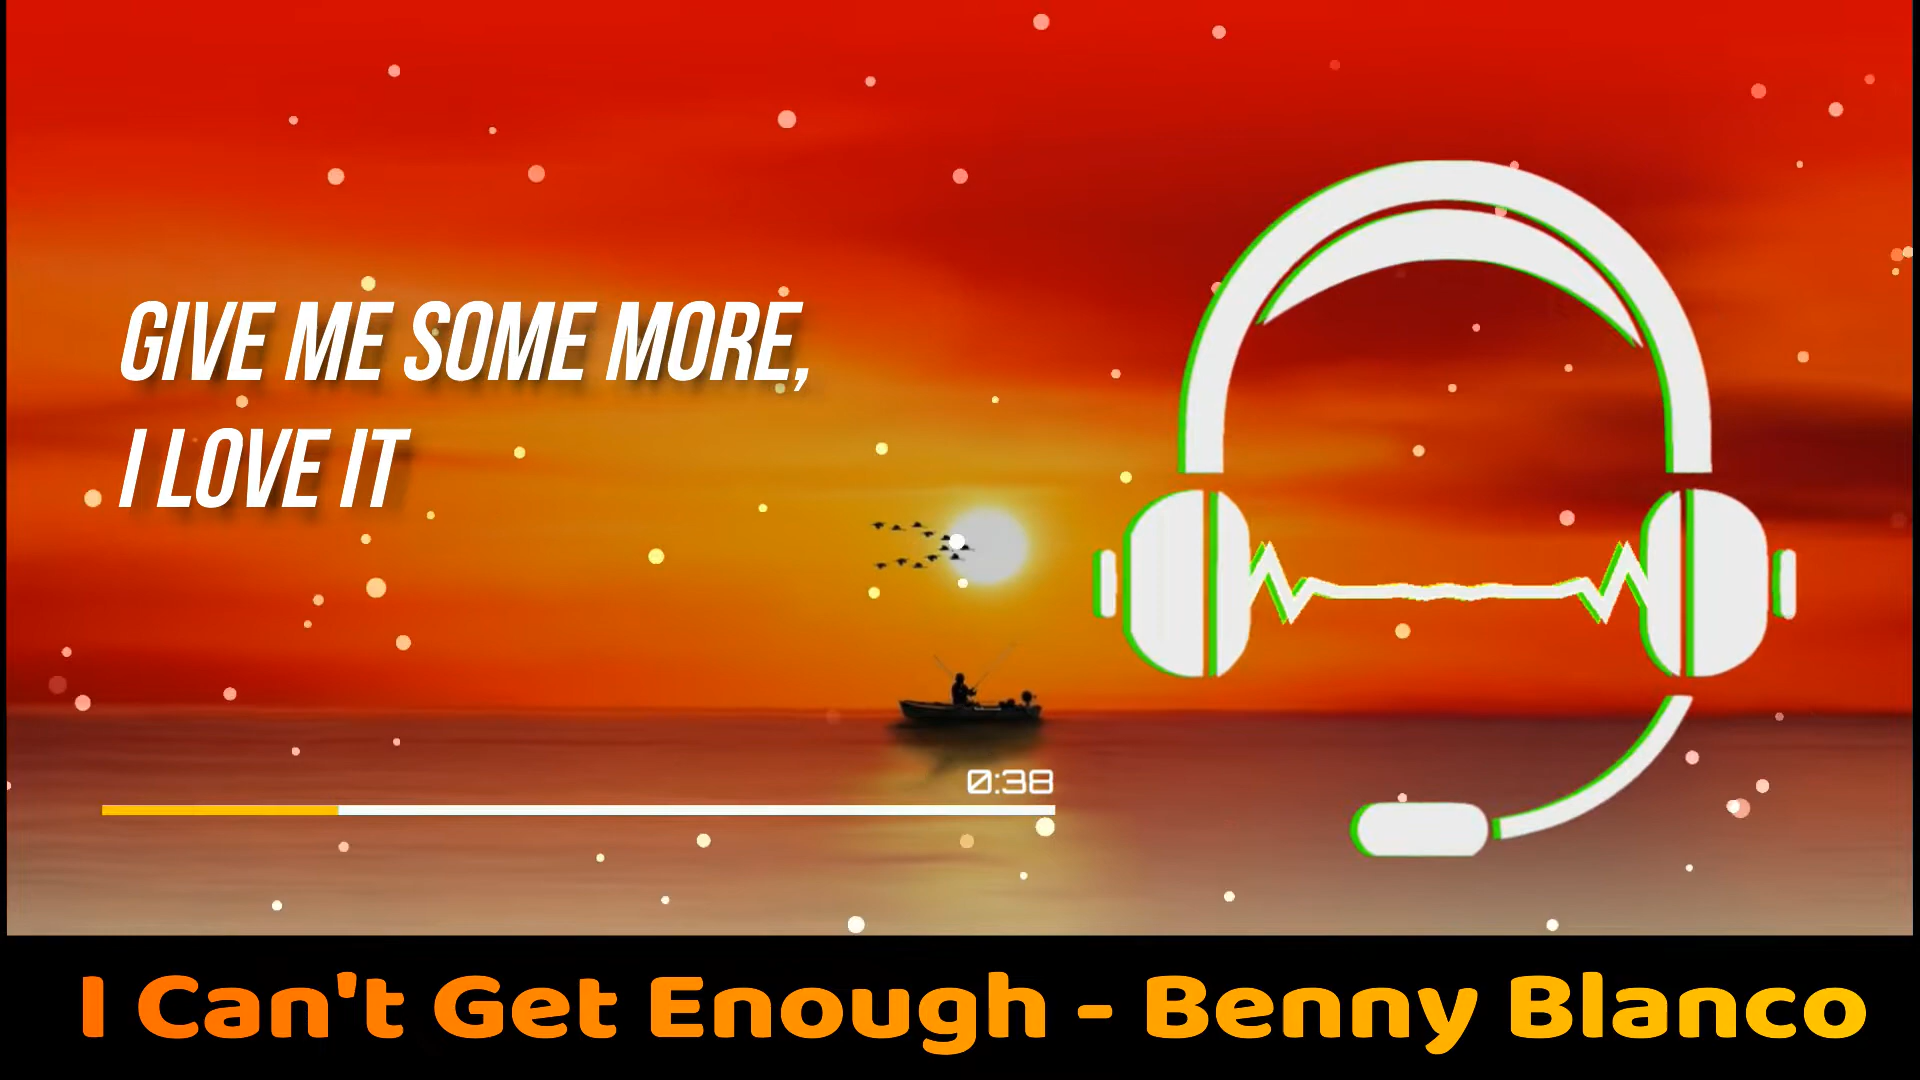 GIVE ME SOME MORE,
I LOVE IT
0:38
I Can't Get Enough - Benny Blanco